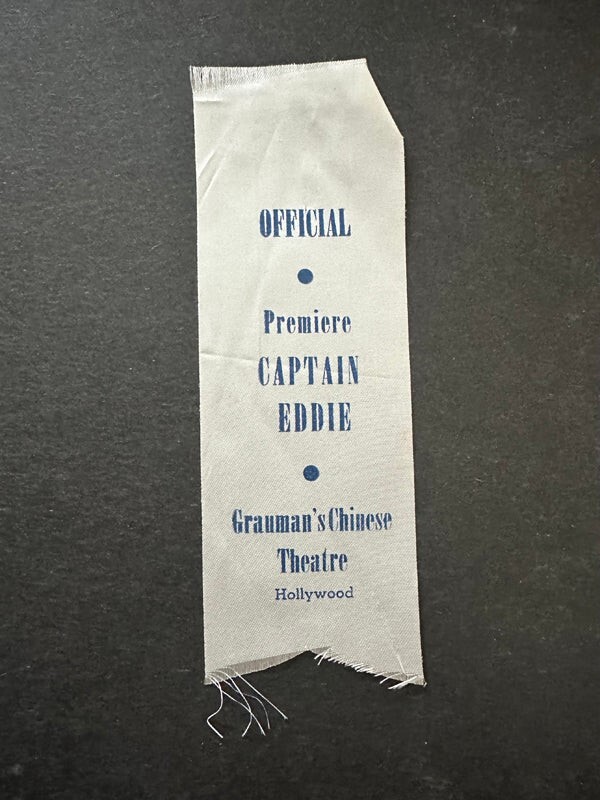 OFFICIAL
Premiere
CAPTAIN
EDDIE
Grauman's Chinese
Theatre
Hollywood